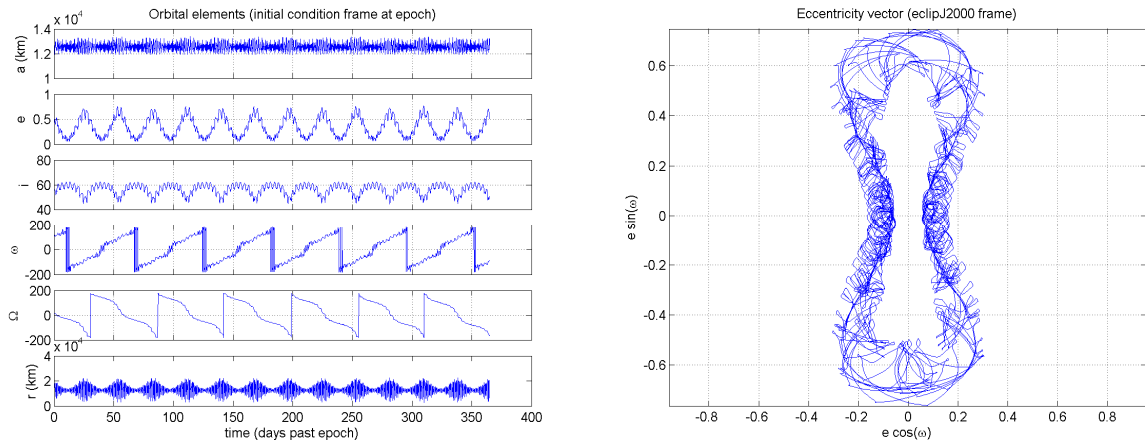 Orbital elements (initial condition frame at epoch)
x 10^4
1.4
1.2
1
a (km)
1
0.5
0
e
80
60
40
i
200
0
-200
ω
200
0
-200
Ω
x 10^4
4
2
0
r (km)
0 50 100 150 200 250 300 350 400
time (days past epoch)
Eccentricity vector (eclipJ2000 frame)
0.6
0.4
0.2
0
-0.2
-0.4
-0.6
e sin(ω)
-0.8 -0.6 -0.4 -0.2 0 0.2 0.4 0.6 0.8
e cos(ω)